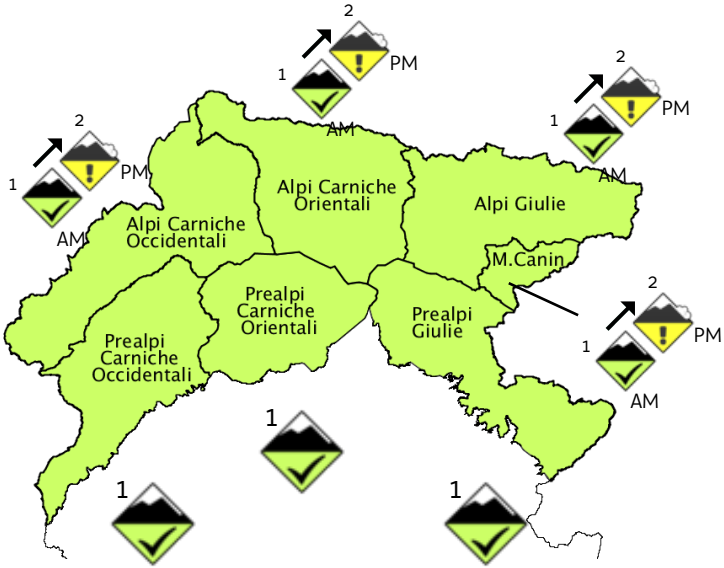 2
1
PM
AM
2
1
PM
AM
2
1
PM
AM
Alpi Carniche
Orientali
Alpi Giulie
Alpi Carniche
Occidentali
M.Canin
Prealpi
Carniche
Orientali
Prealpi
Giulie
Prealpi
Carniche
Occidentali
2
1
PM
AM
1
1
1